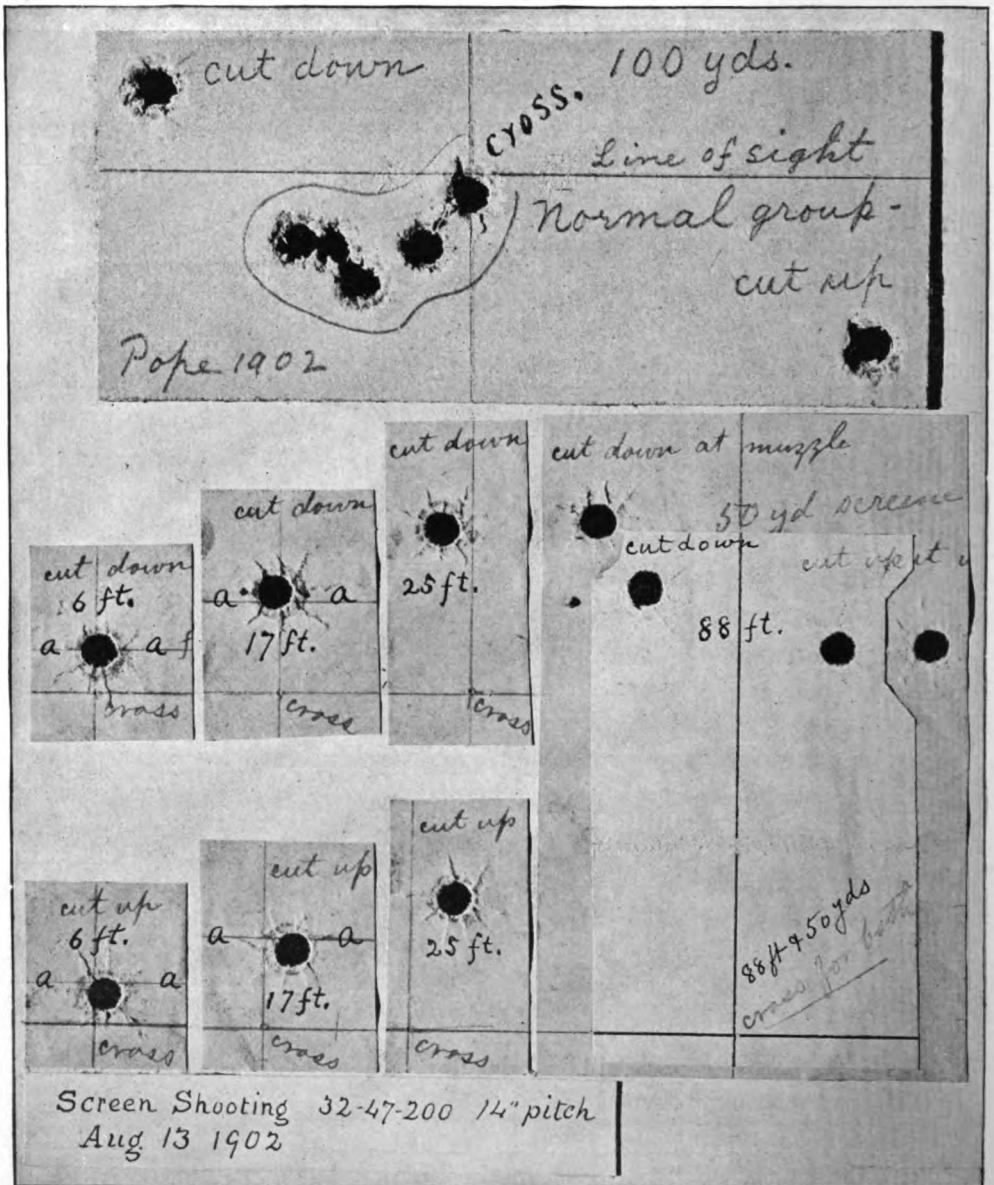 cut down
100 yds.
cross.
Line of sight
Normal group-
cut up
Pope 1902
cut down
6 ft.
a a
cross
cut down
a a
17 ft.
cross
cut down
25 ft.
cross
cut down at muzzle
50 yd screene
cut down
cut up
88 ft.
88 ft & 50 yds
cross for both
cut up
6 ft.
a a
cross
cut up
a a
17 ft.
cross
cut up
25 ft.
cross
Screen Shooting 32-47-200 14" pitch
Aug 13 1902